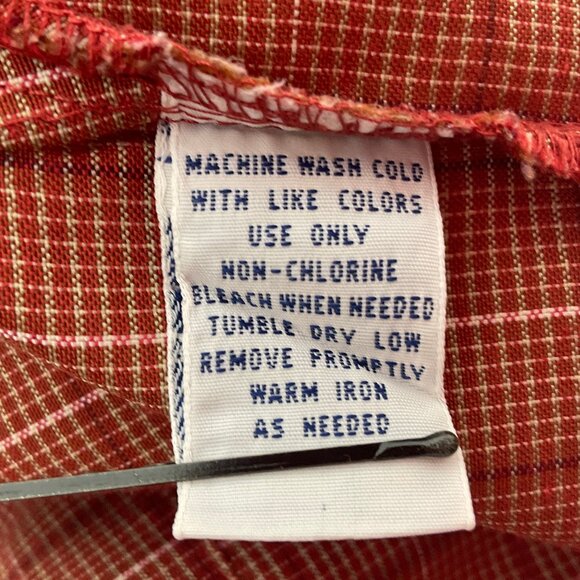 MACHINE WASH COLD
WITH LIKE COLORS
USE ONLY
NON-CHLORINE
BLEACH WHEN NEEDED
TUMBLE DRY LOW
REMOVE PROMPTLY
WARM IRON
AS NEEDED